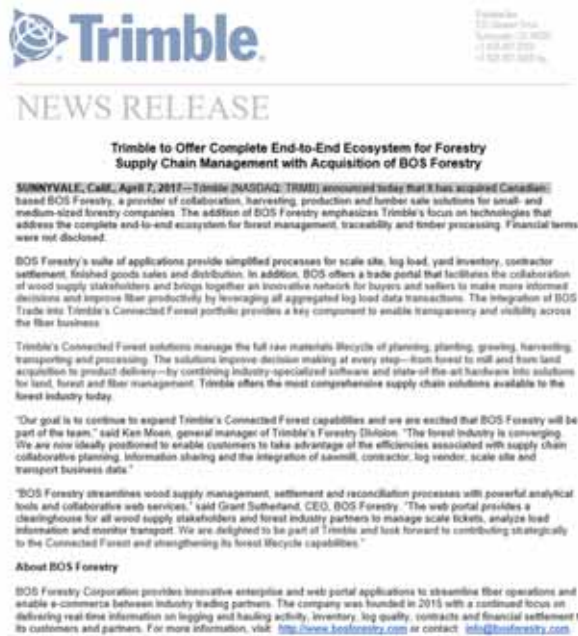 Trimble
NEWS RELEASE
Trimble to Offer Complete End-to-End Ecosystem for Forestry
Supply Chain Management with Acquisition of BOS Forestry
SUNNYVALE, Calif., April 7, 2017—Trimble (NASDAQ: TRMB) announced today that it has acquired Canadian-
based BOS Forestry, a provider of collaboration, harvesting, production and lumber sale solutions for small- and
medium-sized forestry companies. The addition of BOS Forestry emphasizes Trimble's focus on technologies that
address the complete end-to-end ecosystem for forest management, traceability and timber processing. Financial terms
were not disclosed.
BOS Forestry's suite of applications provide simplified processes for scale site, log load, yard inventory, contractor
settlement, finished goods sales and distribution. In addition, BOS offers a trade portal that facilitates the collaboration
of wood supply stakeholders and brings together an innovative network for buyers and sellers to make more informed
decisions and improve fiber productivity by leveraging all aggregated log load data transactions. The integration of BOS
Trade into Trimble's Connected Forest portfolio provides a key component to enable transparency and visibility across
the fiber business.
Trimble's Connected Forest solutions manage the full raw materials lifecycle of planning, planting, growing, harvesting,
transporting and processing. The solutions improve decision making at every step—from forest to mill and from land
acquisition to product delivery—by combining industry-specialized software and state-of-the-art hardware into solutions
for land, forest and fiber management. Trimble offers the most comprehensive supply chain solutions available to the
forest industry today.
"Our goal is to continue to expand Trimble's Connected Forest capabilities and we are excited that BOS Forestry will be
part of the team," said Ken Moen, general manager of Trimble's Forestry Division. "The forest industry is converging.
We are now ideally positioned to enable customers to take advantage of the efficiencies associated with supply chain
collaborative planning, information sharing and the integration of sawmill, contractor, log vendor, scale site and
transport business data."
"BOS Forestry streamlines wood supply management, settlement and reconciliation processes with powerful analytical
tools and collaborative web services," said Grant Sutherland, CEO, BOS Forestry. "The web portal provides a
clearinghouse for all wood supply stakeholders and forest industry partners to manage scale tickets, analyze load
information and monitor transport. We are delighted to be part of Trimble and look forward to contributing strategically
to the Connected Forest and strengthening its forest lifecycle capabilities."
About BOS Forestry
BOS Forestry Corporation provides innovative enterprise and web portal applications to streamline fiber operations and
enable e-commerce between industry trading partners. The company was founded in 2015 with a continued focus on
delivering real-time information on logging and hauling activity, inventory, log quality, contracts and financial settlement
its customers and partners. For more information, visit: http://www.bosforestry.com or contact: info@bosforestry.com